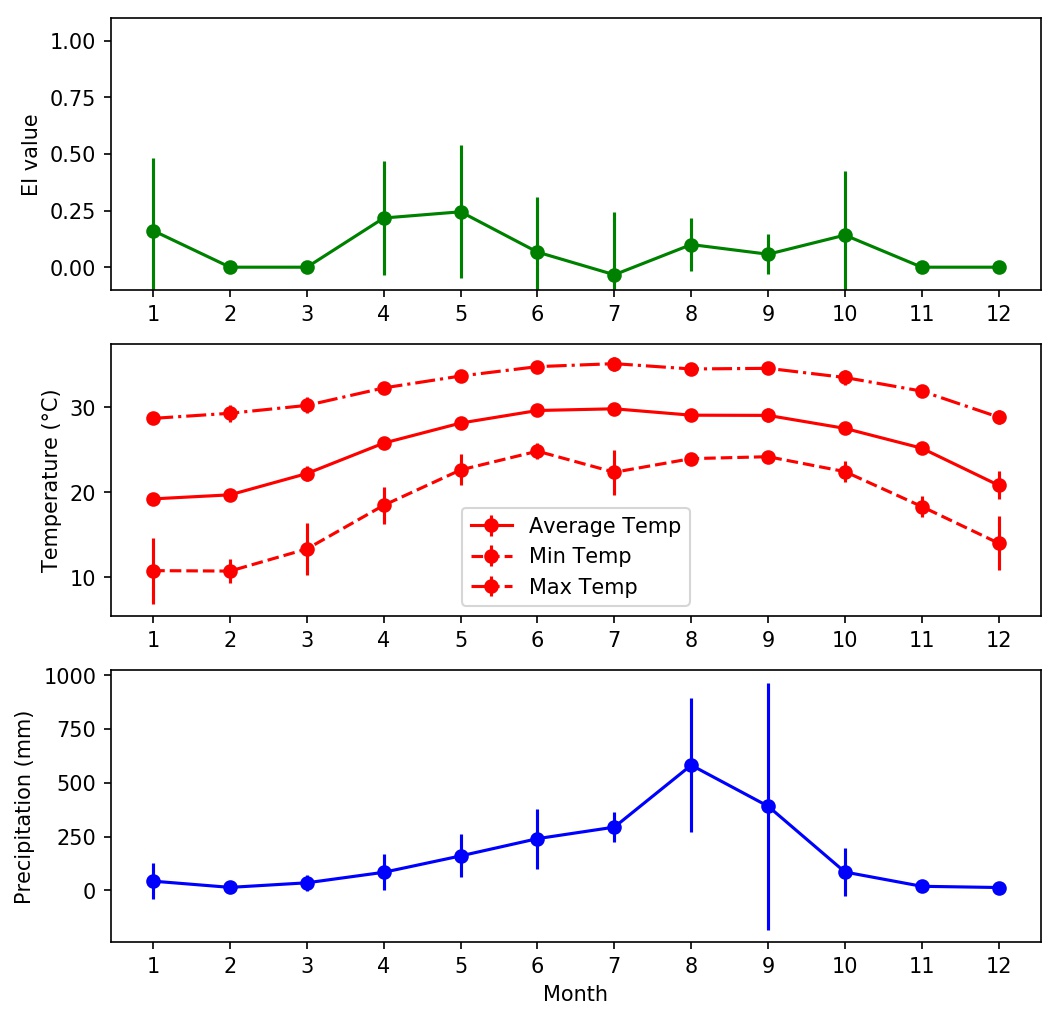 1.00
0.75
0.50
0.25
0.00
EI value
1 2 3 4 5 6 7 8 9 10 11 12
30
20
10
Temperature (°C)
Average Temp
Min Temp
Max Temp
1 2 3 4 5 6 7 8 9 10 11 12
1000
750
500
250
0
Precipitation (mm)
1 2 3 4 5 6 7 8 9 10 11 12
Month